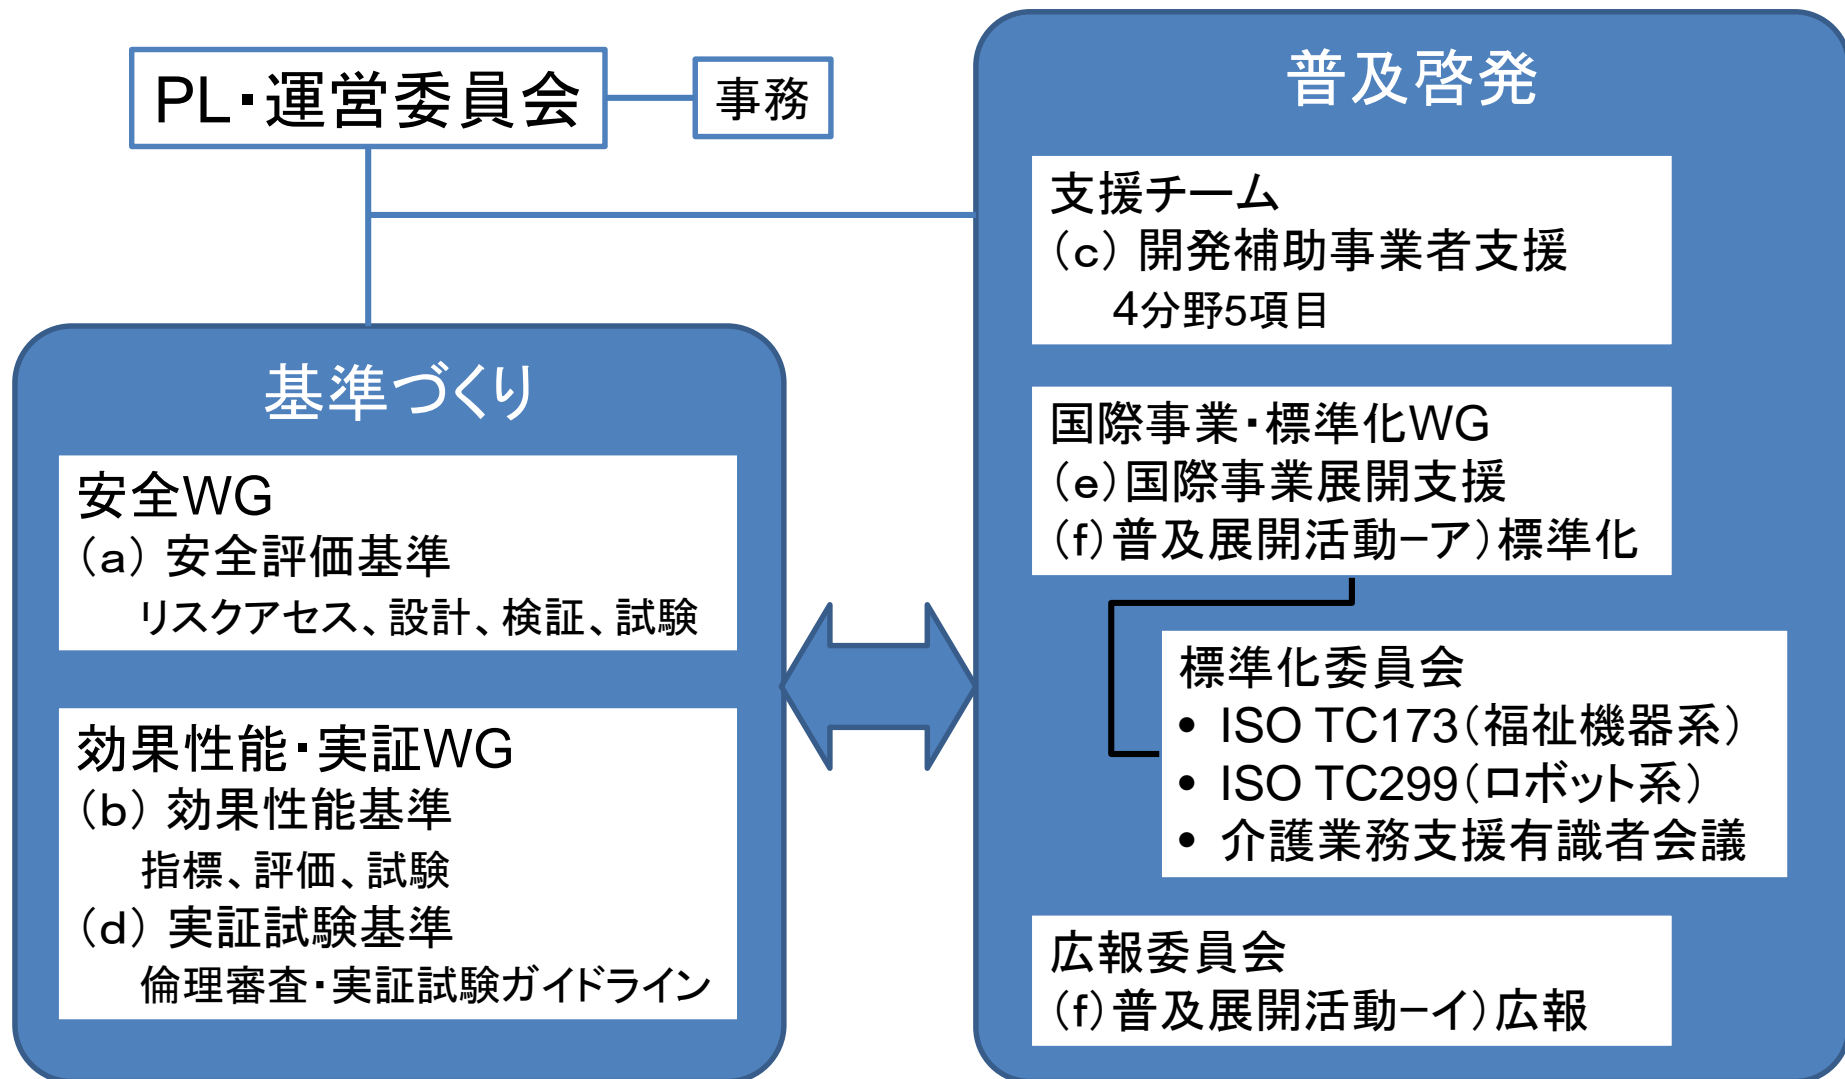 PL・運営委員会
事務
基準づくり
安全WG
（a）安全評価基準
リスクアセス、設計、検証、試験
効果性能・実証WG
（b）効果性能基準
指標、評価、試験
（d）実証試験基準
倫理審査・実証試験ガイドライン
普及啓発
支援チーム
（c）開発補助事業者支援
4分野5項目
国際事業・標準化WG
（e）国際事業展開支援
（f）普及展開活動−ア）標準化
標準化委員会
• ISO TC173（福祉機器系）
• ISO TC299（ロボット系）
• 介護業務支援有識者会議
広報委員会
（f）普及展開活動−イ）広報